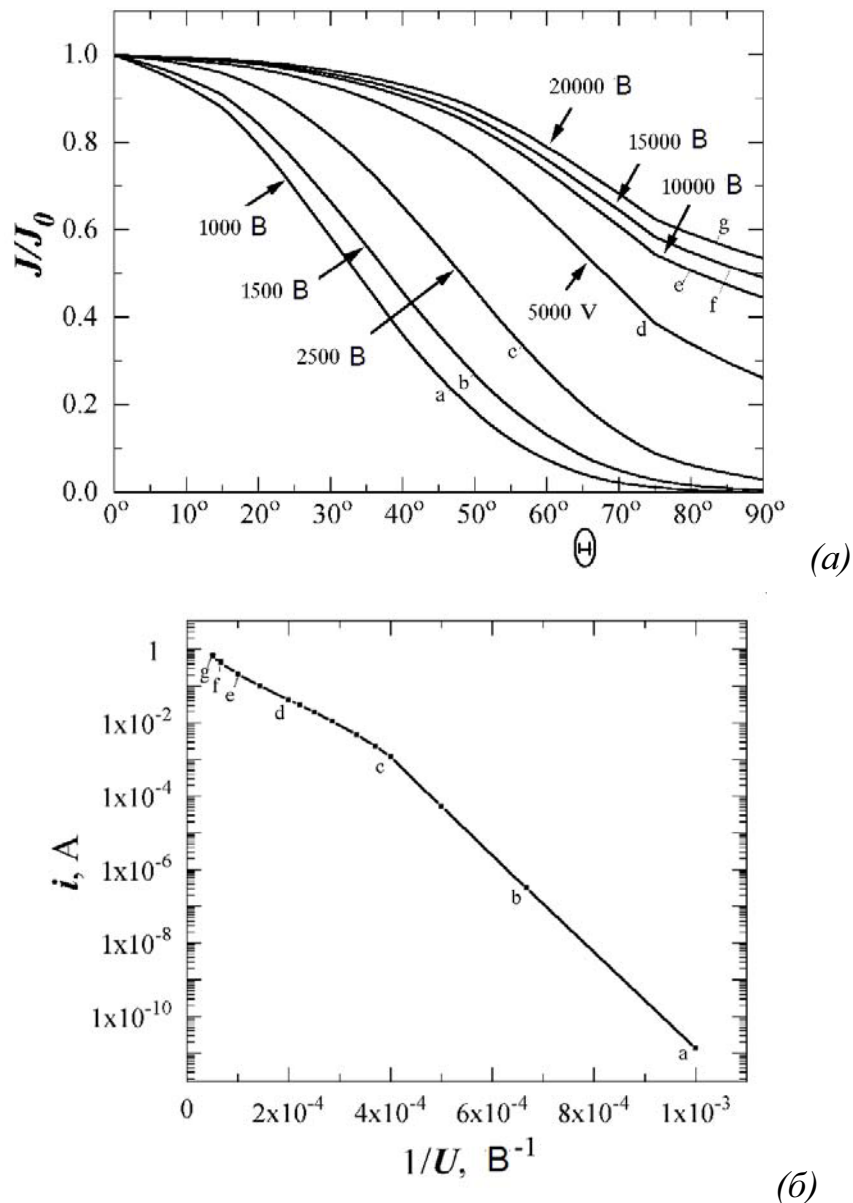 1.0
0.8
0.6
0.4
0.2
0.0
J/J₀
20000 В
15000 В
10000 В
1000 В
1500 В
2500 В
5000 V
g
f
e
d
c
b
a
0° 10° 20° 30° 40° 50° 60° 70° 80° 90°
Θ
(а)
1
1x10⁻²
1x10⁻⁴
1x10⁻⁶
1x10⁻⁸
1x10⁻¹⁰
i, A
g
f
e
d
c
b
a
0 2x10⁻⁴ 4x10⁻⁴ 6x10⁻⁴ 8x10⁻⁴ 1x10⁻³
1/U, В⁻¹
(б)